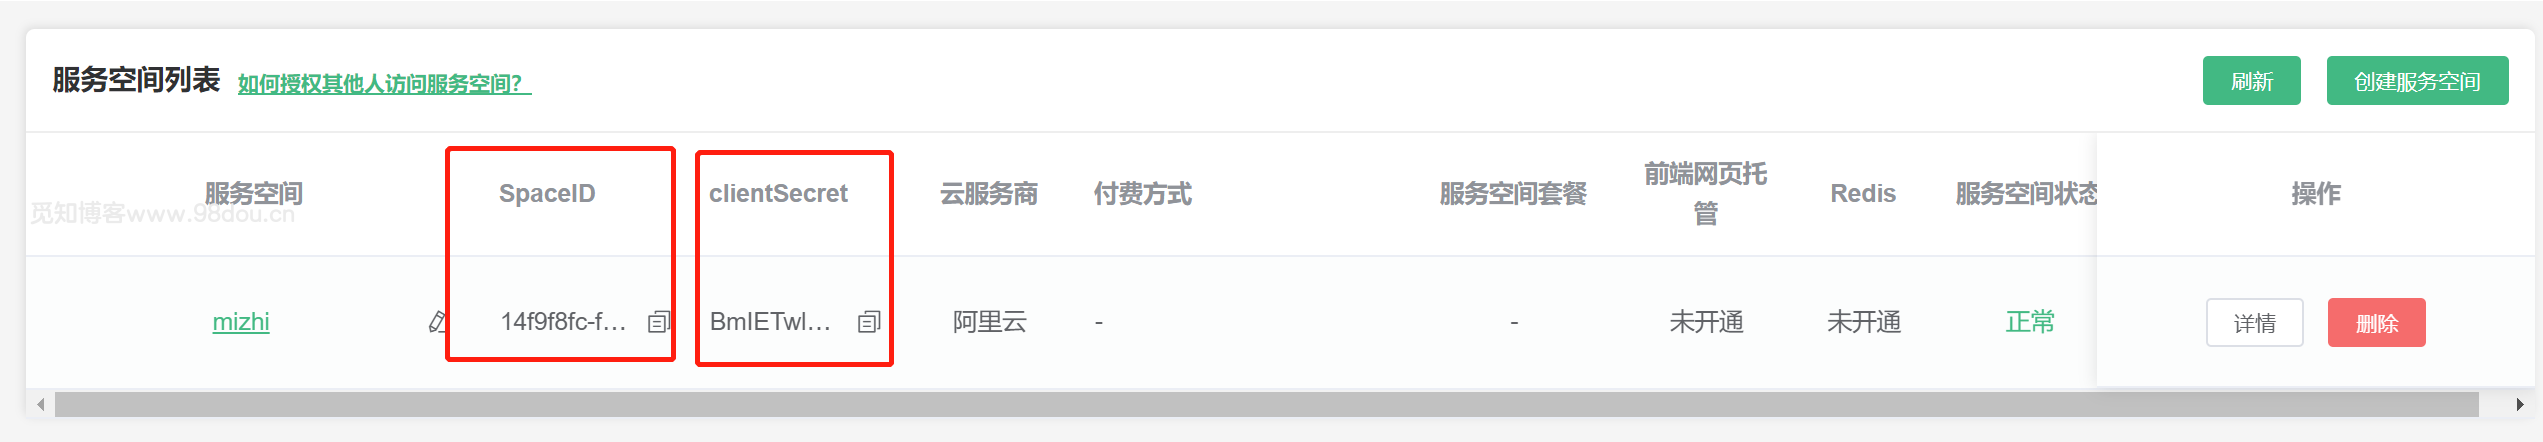 服务空间列表 如何授权其他人访问服务空间？ 刷新 创建服务空间
服务空间 SpaceID clientSecret 云服务商 付费方式 服务空间套餐 前端网页托管 Redis 服务空间状态 操作
觅知博客www.98dou.cn
mizhi 14f9f8fc-f... BmIETwl... 阿里云 - - 未开通 未开通 正常 详情 删除